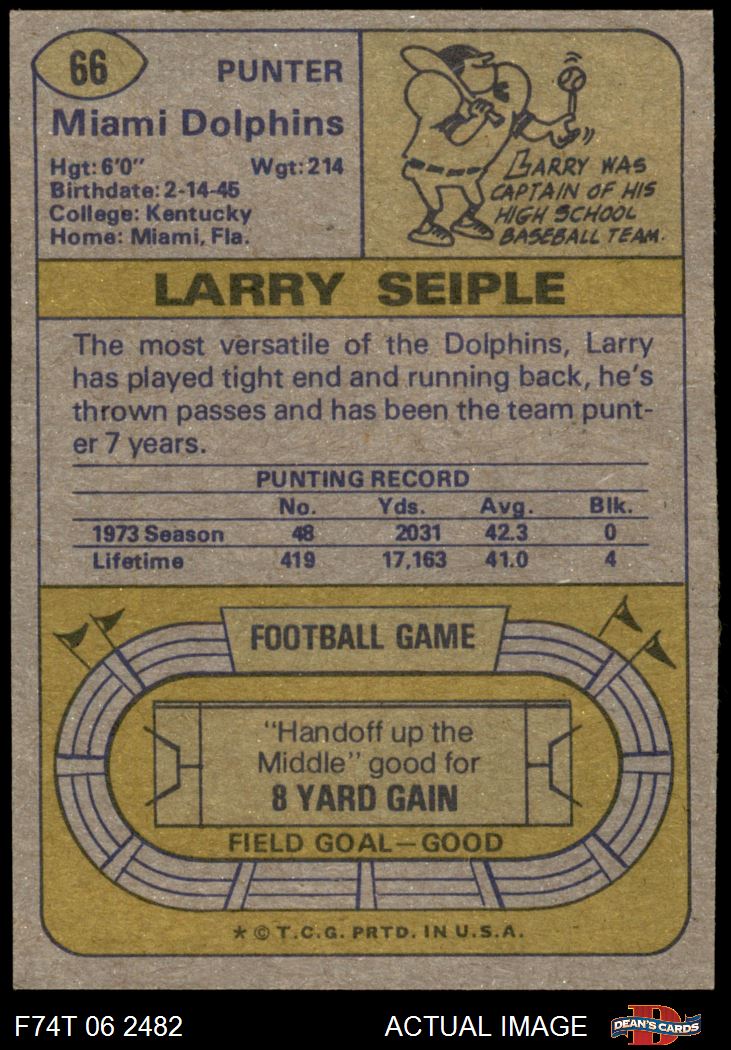 66
PUNTER
Miami Dolphins
Hgt: 6'0" Wgt: 214
Birthdate: 2-14-45
College: Kentucky
Home: Miami, Fla.
LARRY WAS
CAPTAIN OF HIS
HIGH SCHOOL
BASEBALL TEAM.
LARRY SEIPLE
The most versatile of the Dolphins, Larry
has played tight end and running back, he's
thrown passes and has been the team punt-
er 7 years.
PUNTING RECORD
No. Yds. Avg. Blk.
1973 Season 48 2031 42.3 0
Lifetime 419 17,163 41.0 4
FOOTBALL GAME
"Handoff up the
Middle" good for
8 YARD GAIN
FIELD GOAL—GOOD
* © T.C.G. PRTD. IN U.S.A.
F74T 06 2482 ACTUAL IMAGE
D
DEAN'S CARDS